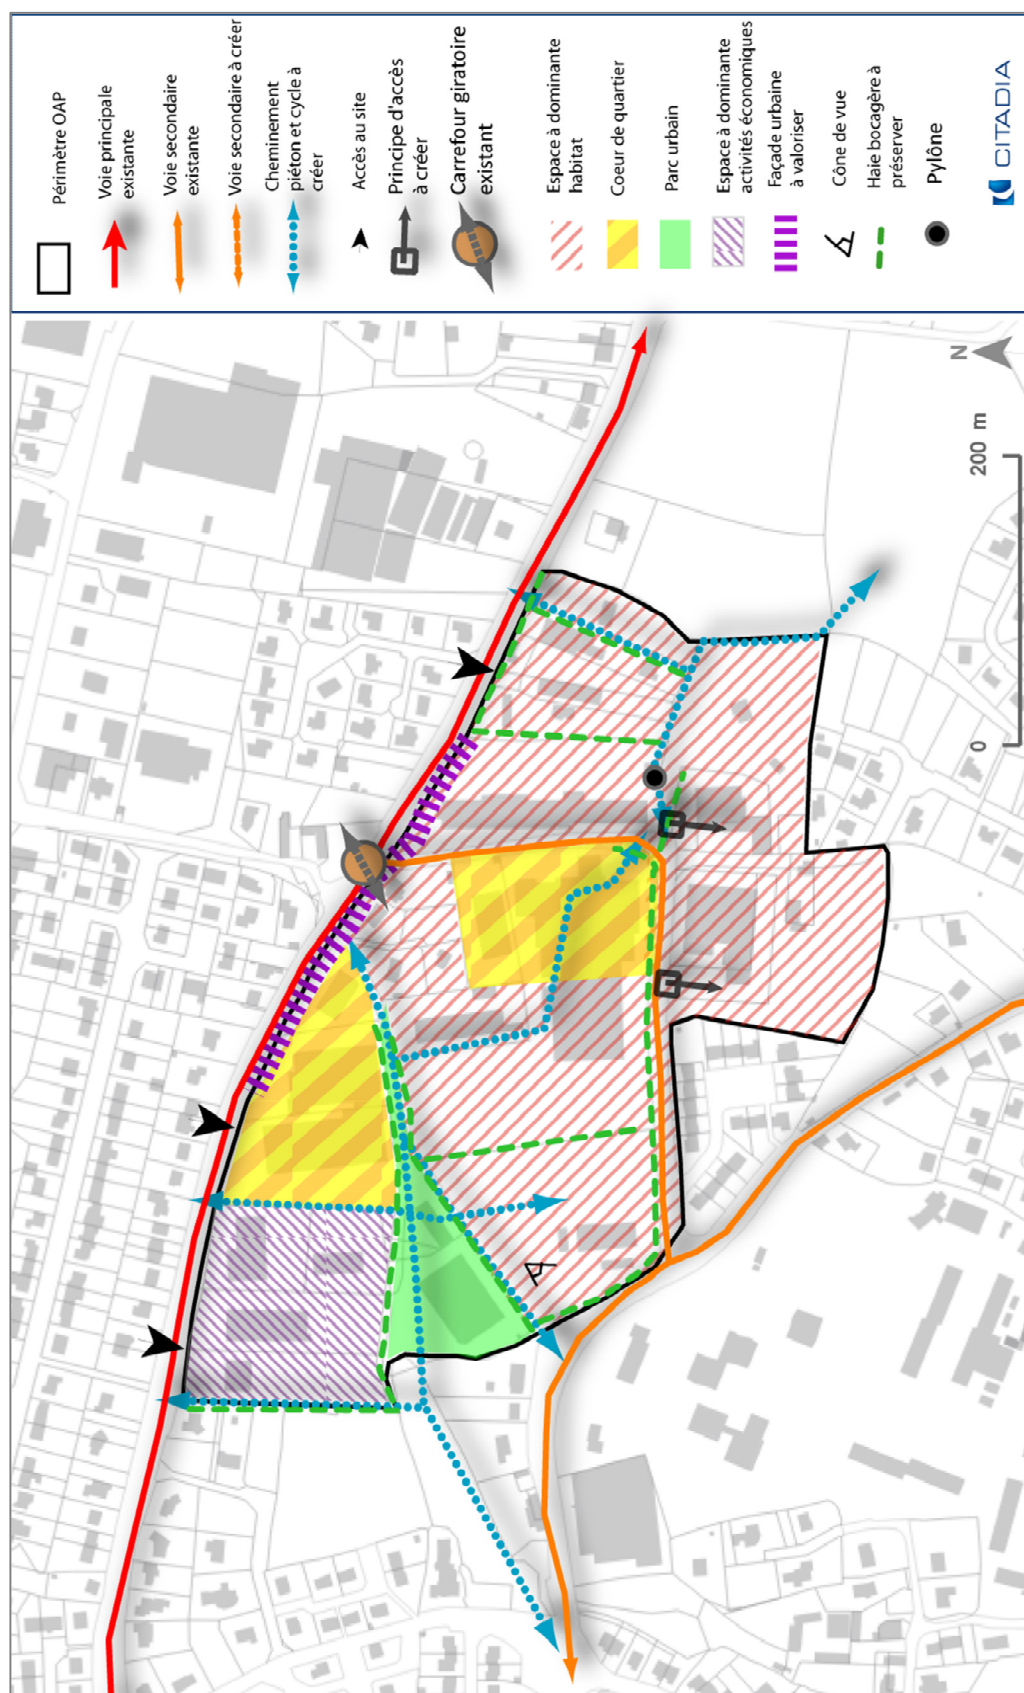 Périmètre OAP
Voie principale
existante
Voie secondaire
existante
Voie secondaire à créer
Cheminement
piéton et cycle à
créer
Accès au site
Principe d'accès
à créer
Carrefour giratoire
existant
Espace à dominante
habitat
Coeur de quartier
Parc urbain
Espace à dominante
activités économiques
Façade urbaine
à valoriser
Cône de vue
Haie bocagère à
préserver
Pylône
CITADIA
N
0 200 m